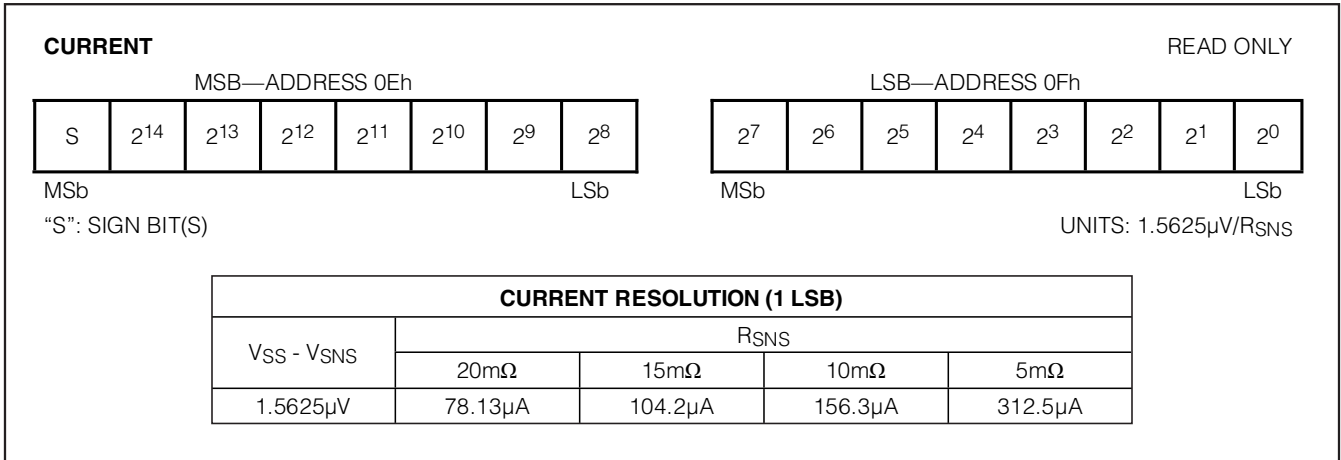 CURRENT READ ONLY
MSB—ADDRESS 0Eh LSB—ADDRESS 0Fh
S 2^14 2^13 2^12 2^11 2^10 2^9 2^8 2^7 2^6 2^5 2^4 2^3 2^2 2^1 2^0
MSb LSb MSb LSb
“S”: SIGN BIT(S) UNITS: 1.5625µV/RSNS
CURRENT RESOLUTION (1 LSB)
VSS - VSNS RSNS
20mΩ 15mΩ 10mΩ 5mΩ
1.5625µV 78.13µA 104.2µA 156.3µA 312.5µA